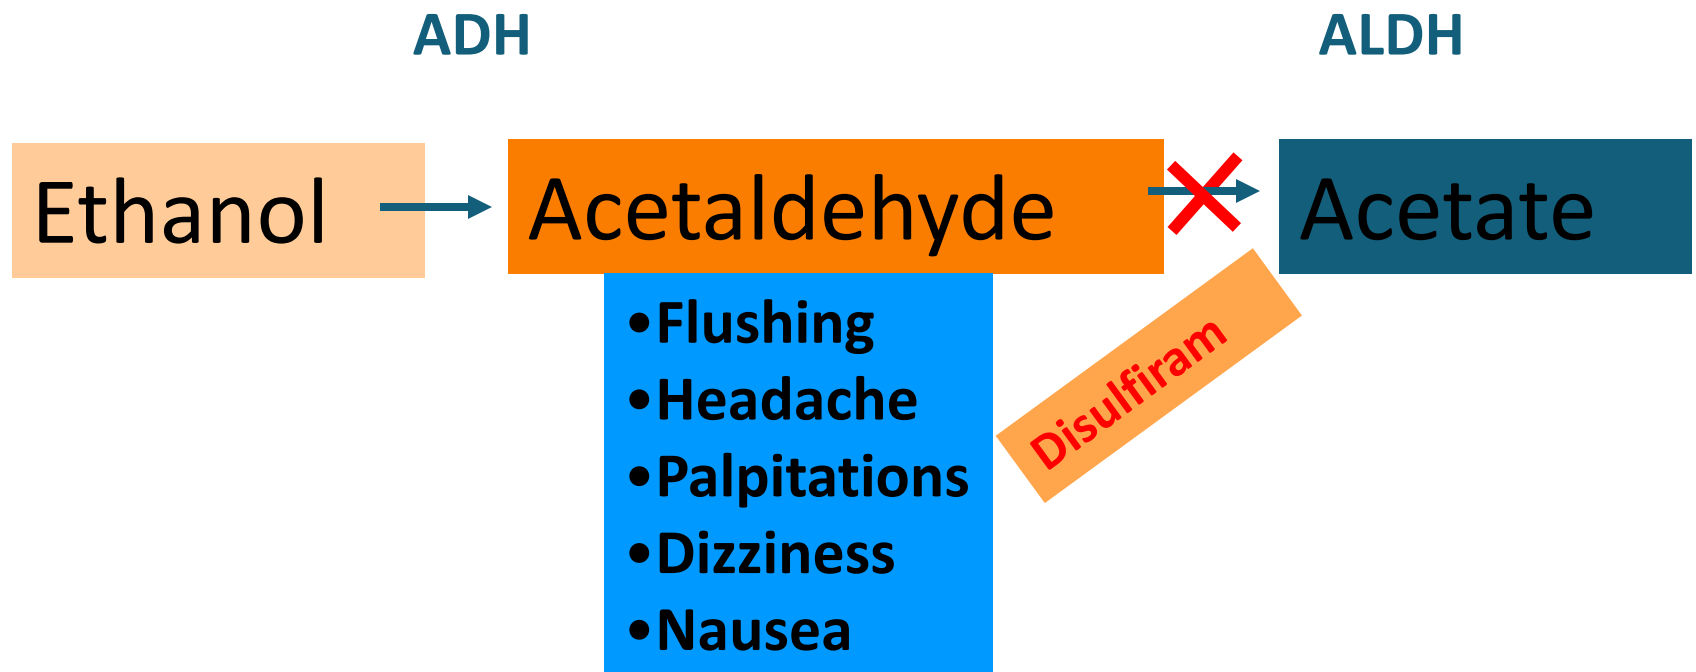 ADH ALDH
Ethanol Acetaldehyde Acetate
•Flushing
•Headache
•Palpitations
•Dizziness
•Nausea
Disulfiram